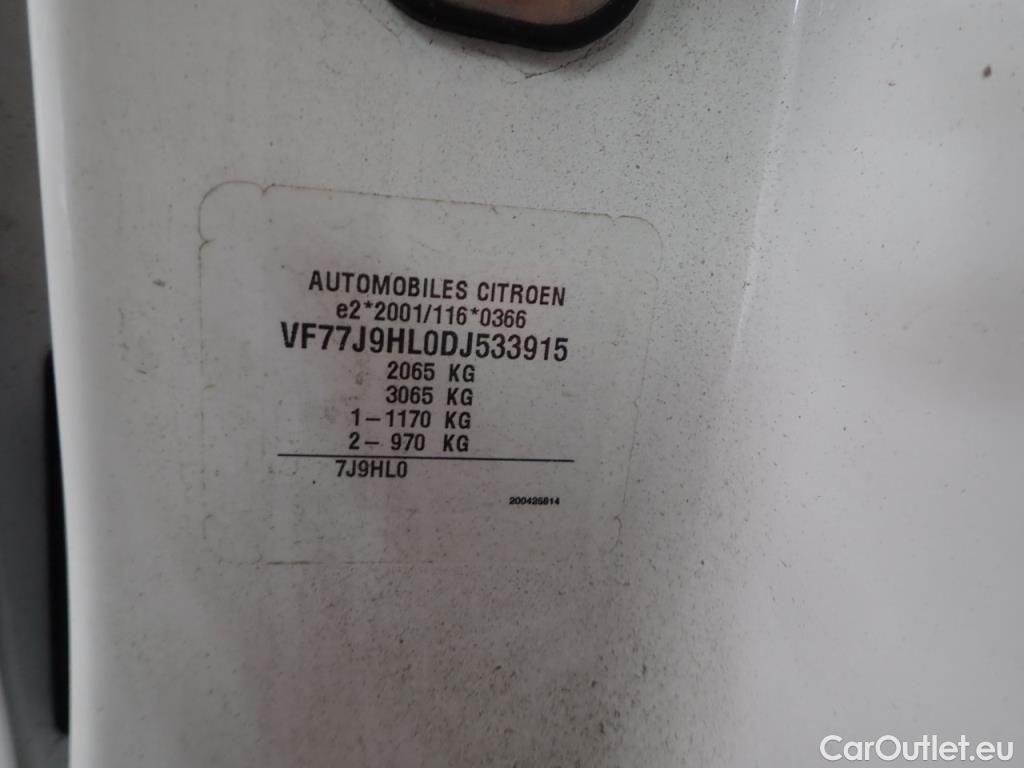 AUTOMOBILES CITROEN
e2*2001/116*0366
VF77J9HL0DJ533915
2065 KG
3065 KG
1-1170 KG
2- 970 KG
7J9HL0
200425814
CarOutlet.eu